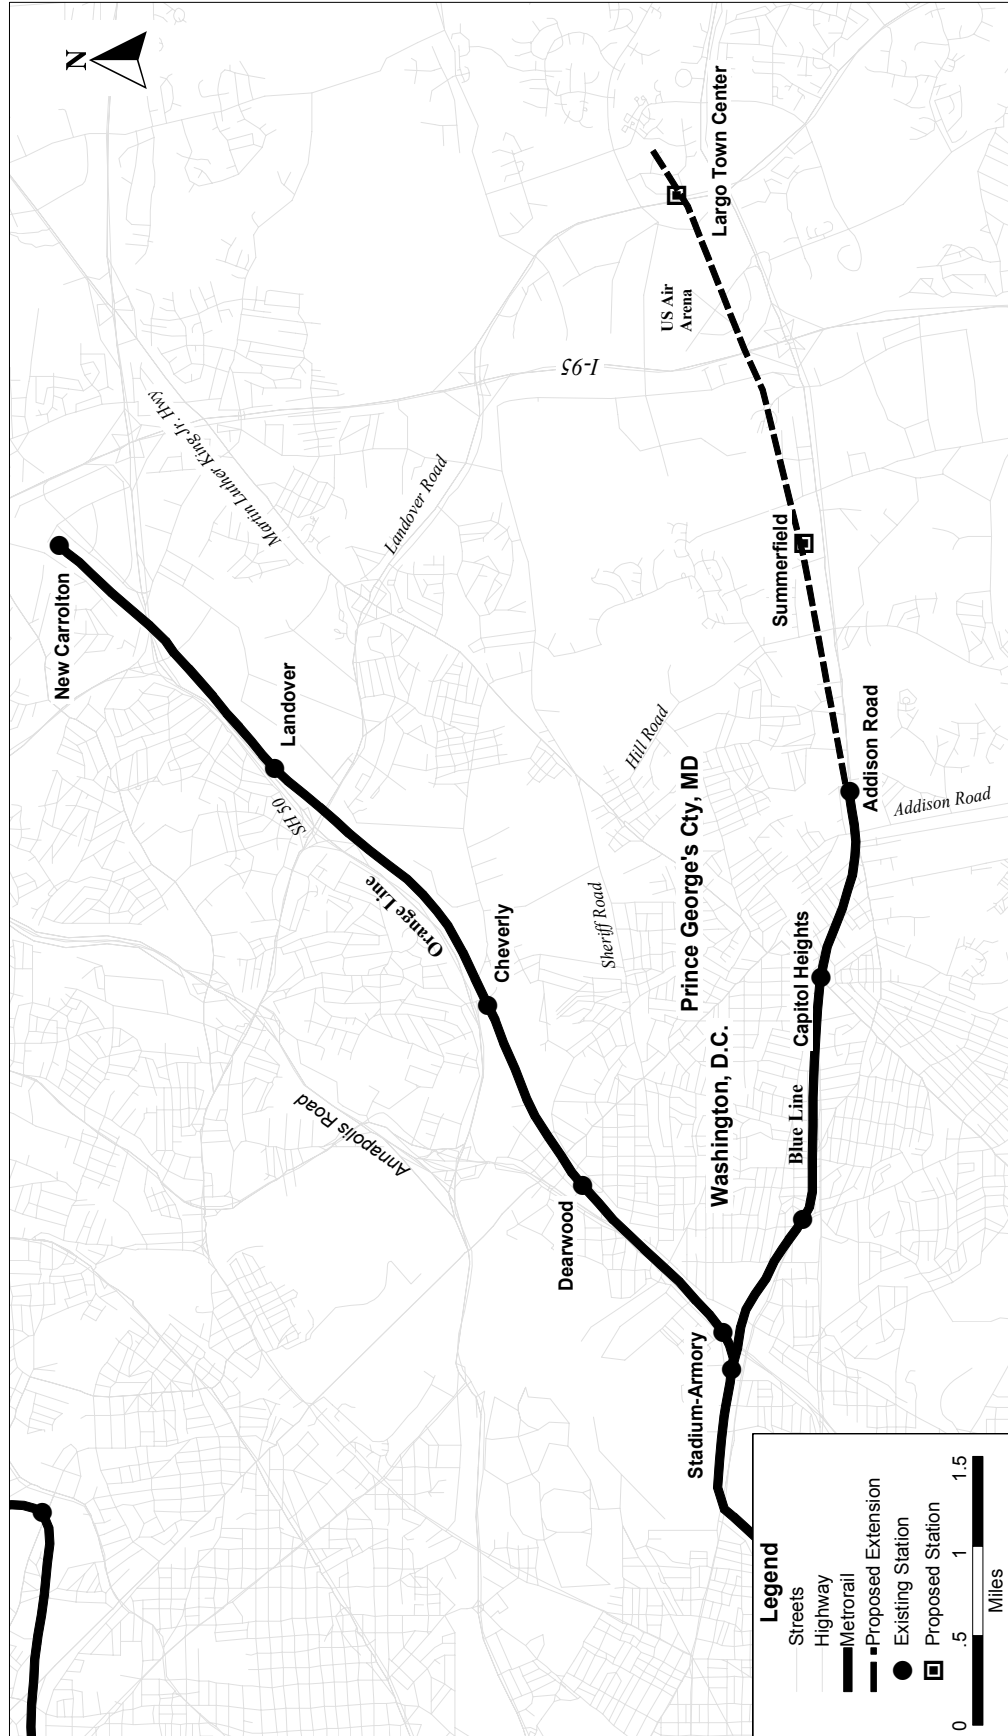 N
New Carrolton
Martin Luther King Jr. Hwy
Landover
Landover Road
SH 50
Orange Line
I-95
US Air
Arena
Largo Town Center
Annapolis Road
Cheverly
Sheriff Road
Hill Road
Summerfield
Prince George's Cty, MD
Washington, D.C.
Dearwood
Addison Road
Addison Road
Capitol Heights
Blue Line
Stadium-Armory
Legend
Streets
Highway
Metrorail
Proposed Extension
Existing Station
Proposed Station
0 .5 1 1.5
Miles